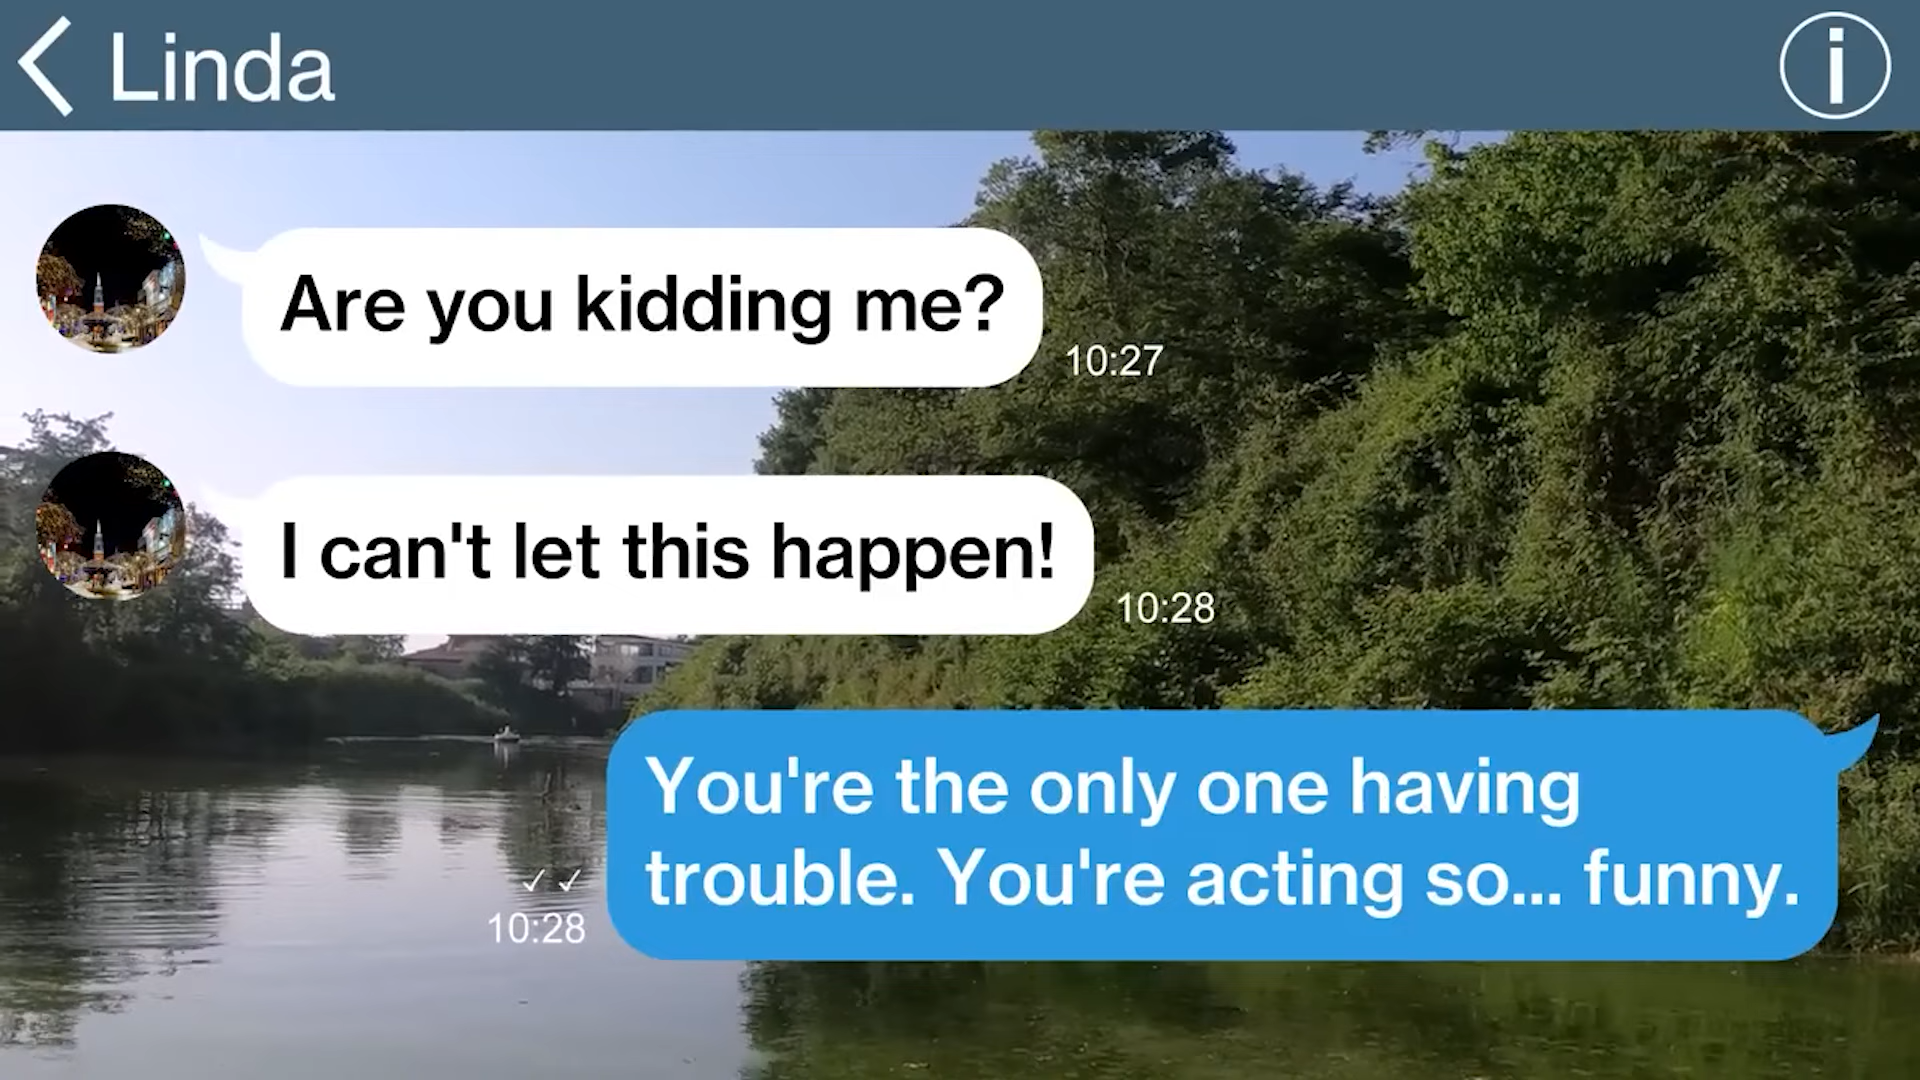 Linda
Are you kidding me?
10:27
I can't let this happen!
10:28
You're the only one having
trouble. You're acting so... funny.
10:28